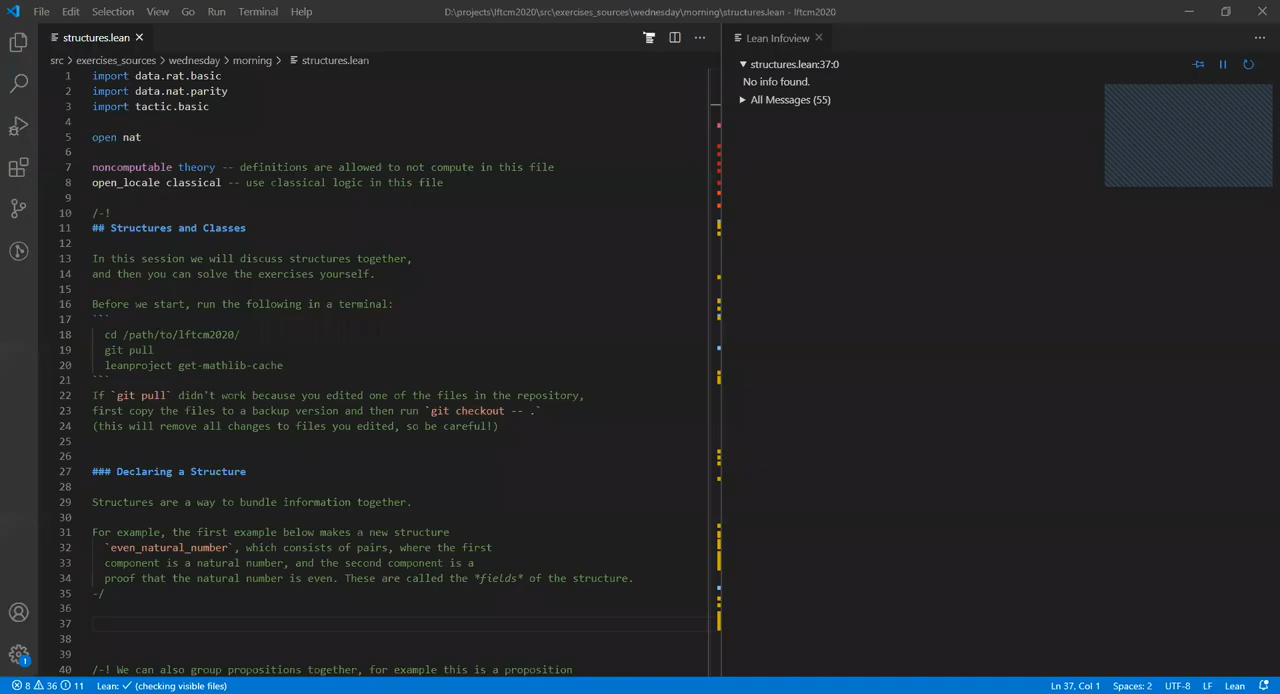 File Edit Selection View Go Run Terminal Help
D:\projects\lftcm2020\src\exercises_sources\wednesday\morning\structures.lean - lftcm2020
structures.lean
Lean Infoview
src > exercises_sources > wednesday > morning > structures.lean
structures.lean:37:0
No info found.
All Messages (55)
1 import data.rat.basic
2 import data.nat.parity
3 import tactic.basic
4
5 open nat
6
7 noncomputable theory -- definitions are allowed to not compute in this file
8 open_locale classical -- use classical logic in this file
9
10 /-!
11 ## Structures and Classes
12
13 In this session we will discuss structures together,
14 and then you can solve the exercises yourself.
15
16 Before we start, run the following in a terminal:
17 ```
18 cd /path/to/lftcm2020/
19 git pull
20 leanproject get-mathlib-cache
21 ```
22 If `git pull` didn't work because you edited one of the files in the repository,
23 first copy the files to a backup version and then run `git checkout -- .`
24 (this will remove all changes to files you edited, so be careful!)
25
26
27 ### Declaring a Structure
28
29 Structures are a way to bundle information together.
30
31 For example, the first example below makes a new structure
32 `even_natural_number`, which consists of pairs, where the first
33 component is a natural number, and the second component is a
34 proof that the natural number is even. These are called the *fields* of the structure.
35 -/
36
37
38
39
40 /-! We can also group propositions together, for example this is a proposition
1
8 36 11 Lean: ✓ (checking visible files)
Ln 37, Col 1 Spaces: 2 UTF-8 LF Lean